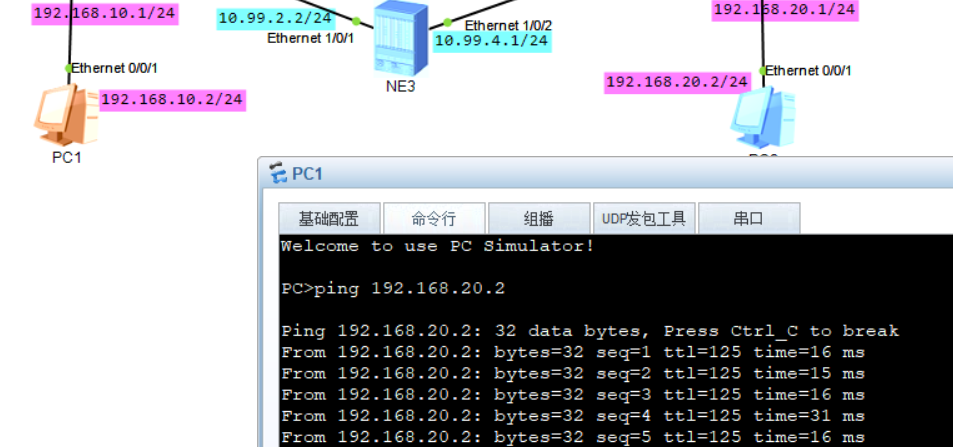 192.168.10.1/24
10.99.2.2/24
Ethernet 1/0/1
Ethernet 1/0/2
10.99.4.1/24
192.168.20.1/24
Ethernet 0/0/1
192.168.10.2/24
PC1
NE3
Ethernet 0/0/1
192.168.20.2/24
PC1
基础配置 命令行 组播 UDP发包工具 串口
Welcome to use PC Simulator!
PC>ping 192.168.20.2
Ping 192.168.20.2: 32 data bytes, Press Ctrl_C to break
From 192.168.20.2: bytes=32 seq=1 ttl=125 time=16 ms
From 192.168.20.2: bytes=32 seq=2 ttl=125 time=15 ms
From 192.168.20.2: bytes=32 seq=3 ttl=125 time=16 ms
From 192.168.20.2: bytes=32 seq=4 ttl=125 time=31 ms
From 192.168.20.2: bytes=32 seq=5 ttl=125 time=16 ms